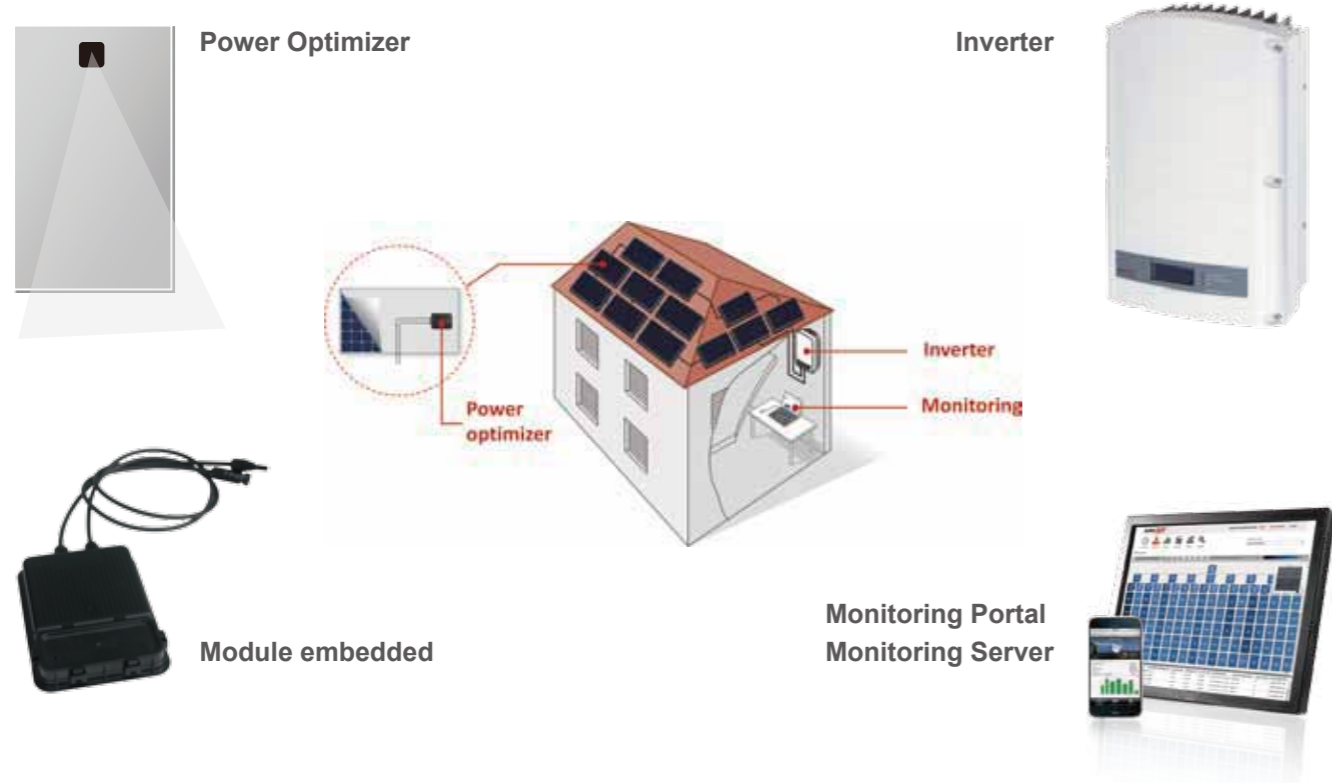 Power Optimizer
Inverter
Inverter
Monitoring
Power
optimizer
Monitoring Portal
Monitoring Server
Module embedded